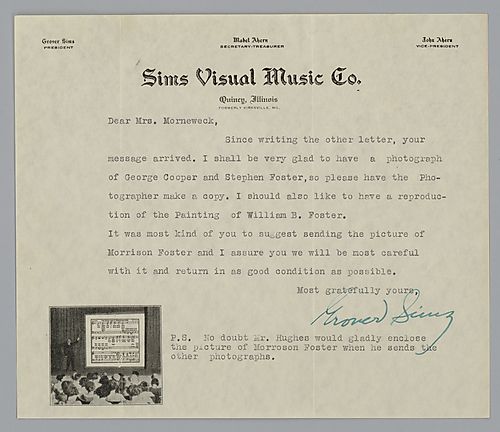 Grover Sims
PRESIDENT
Mabel Ahern
SECRETARY-TREASURER
John Ahern
VICE-PRESIDENT
Sims Visual Music Co.
Quincy, Illinois
FORMERLY KIRKSVILLE, MO.
Dear Mrs. Morneweck,
Since writing the other letter, your
message arrived. I shall be very glad to have a photograph
of George Cooper and Stephen Foster, so please have the Pho-
tographer make a copy. I should also like to have a reproduc-
tion of the Painting of William B. Foster.
It was most kind of you to suggest sending the picture of
Morrison Foster and I assure you we will be most careful
with it and return in as good condition as possible.
Most gratefully yours,
Grover Sims
P.S. No doubt Mr. Hughes would gladly enclose
the picture of Morroson Foster when he sends the
other photographs.